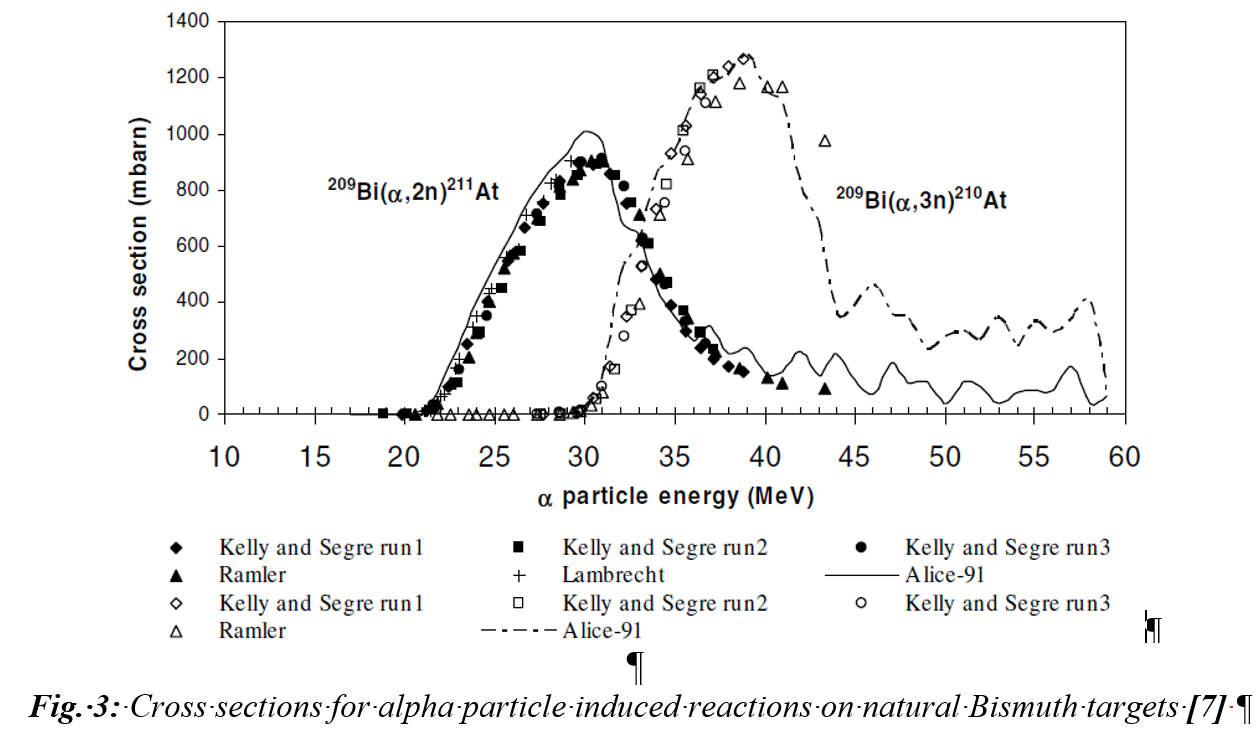 1400
1200
1000
800
600
400
200
0
Cross section (mbarn)
²⁰⁹Bi(α,2n)²¹¹At
²⁰⁹Bi(α,3n)²¹⁰At
10 15 20 25 30 35 40 45 50 55 60
α particle energy (MeV)
◆ Kelly and Segre run1 ■ Kelly and Segre run2 ● Kelly and Segre run3
▲ Ramler + Lambrecht —— Alice-91
◇ Kelly and Segre run1 □ Kelly and Segre run2 ○ Kelly and Segre run3
△ Ramler —·—·— Alice-91 ¶
¶
Fig.·3:·Cross·sections·for·alpha·particle·induced·reactions·on·natural·Bismuth·targets·[7]·¶